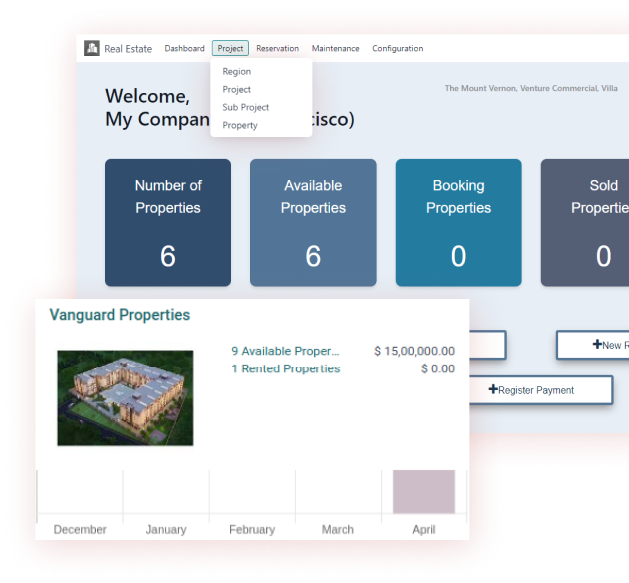 Real Estate Dashboard Project Reservation Maintenance Configuration
Region
Project
Sub Project
Property
Welcome,
My Compan cisco)
The Mount Vernon, Venture Commercial, Villa
Number of
Properties
6
Available
Properties
6
Booking
Properties
0
Sold
Propertie
0
New R
Register Payment
Vanguard Properties
9 Available Proper... $ 15,00,000.00
1 Rented Properties $ 0.00
December January February March April